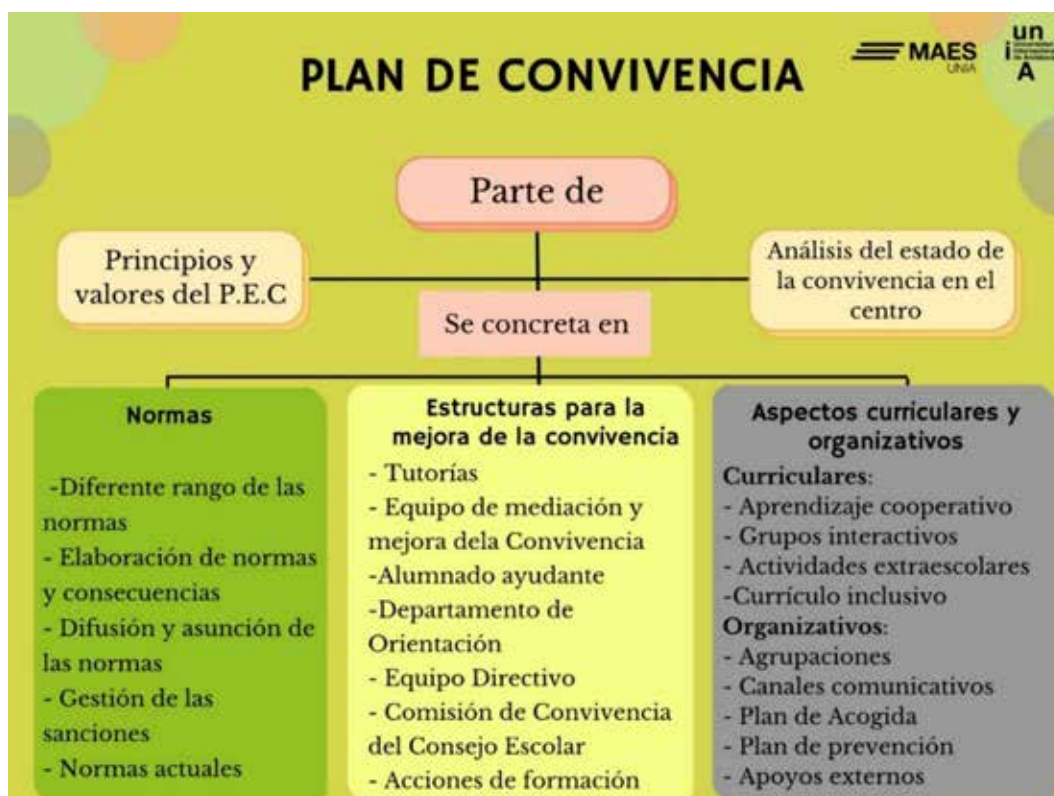 PLAN DE CONVIVENCIA
MAES
UNIA
un
i
A
Parte de
Principios y
valores del P.E.C
Análisis del estado de
la convivencia en el
centro
Se concreta en
Normas
-Diferente rango de las
normas
- Elaboración de normas
y consecuencias
- Difusión y asunción de
las normas
- Gestión de las
sanciones
- Normas actuales
Estructuras para la
mejora de la convivencia
- Tutorías
- Equipo de mediación y
mejora dela Convivencia
-Alumnado ayudante
-Departamento de
Orientación
- Equipo Directivo
- Comisión de Convivencia
del Consejo Escolar
- Acciones de formación
Aspectos curriculares y
organizativos
Curriculares:
- Aprendizaje cooperativo
- Grupos interactivos
- Actividades extraescolares
-Currículo inclusivo
Organizativos:
- Agrupaciones
- Canales comunicativos
- Plan de Acogida
- Plan de prevención
- Apoyos externos